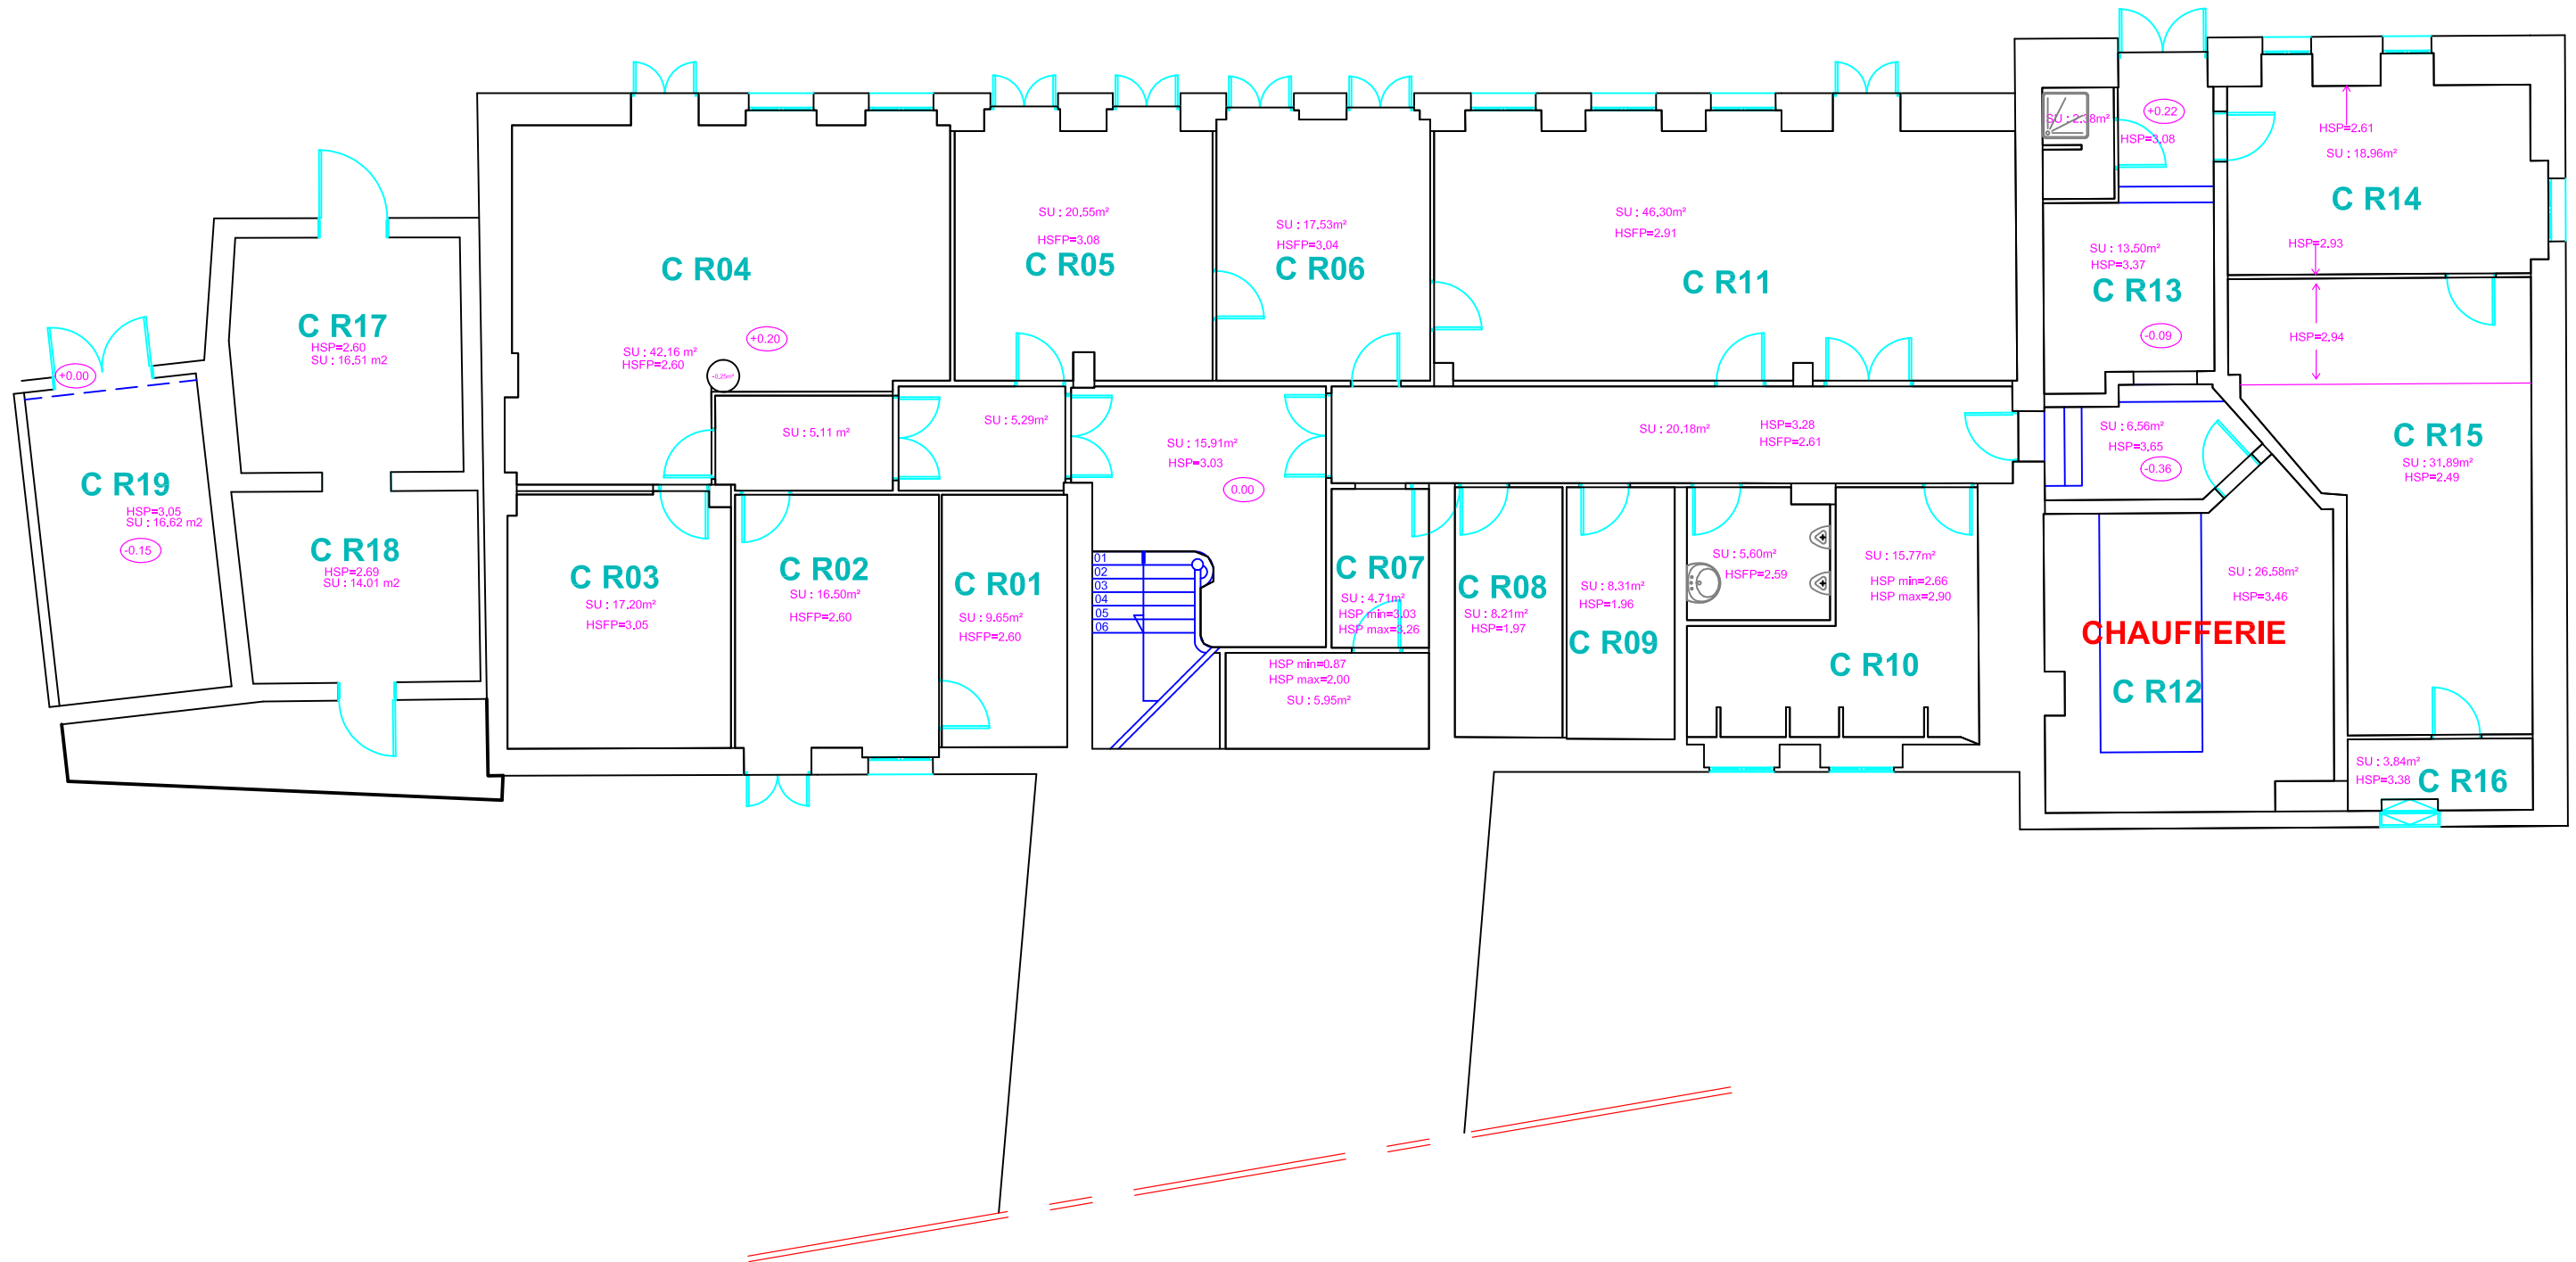 C R19
HSP=3.05
SU : 16.62 m2
-0.15
+0.00
C R17
HSP=2.60
SU : 16.51 m2
C R18
HSP=2.69
SU : 14.01 m2
C R04
SU : 42.16 m²
HSFP=2.60
+0.20
-0,25m²
SU : 5.11 m²
C R03
SU : 17.20m²
HSFP=3.05
C R02
SU : 16.50m²
HSFP=2.60
C R01
SU : 9.65m²
HSFP=2.60
SU : 20.55m²
HSFP=3.08
C R05
SU : 5.29m²
SU : 17.53m²
HSFP=3.04
C R06
SU : 15.91m²
HSP=3.03
0.00
01
02
03
04
05
06
C R07
SU : 4.71m²
HSP min=3.03
HSP max=3.26
HSP min=0.87
HSP max=2.00
SU : 5.95m²
SU : 46.30m²
HSFP=2.91
C R11
SU : 20.18m²
HSP=3.28
HSFP=2.61
C R08
SU : 8.21m²
HSP=1.97
SU : 8.31m²
HSP=1.96
C R09
SU : 5.60m²
HSFP=2.59
SU : 15.77m²
HSP min=2.66
HSP max=2.90
C R10
SU : 2.38m²
+0.22
HSP=3.08
SU : 13.50m²
HSP=3.37
C R13
-0.09
SU : 6.56m²
HSP=3.65
-0.36
HSP=2.61
SU : 18.96m²
C R14
HSP=2.93
HSP=2.94
C R15
SU : 31.89m²
HSP=2.49
SU : 26.58m²
HSP=3.46
CHAUFFERIE
C R12
SU : 3.84m²
HSP=3.38
C R16